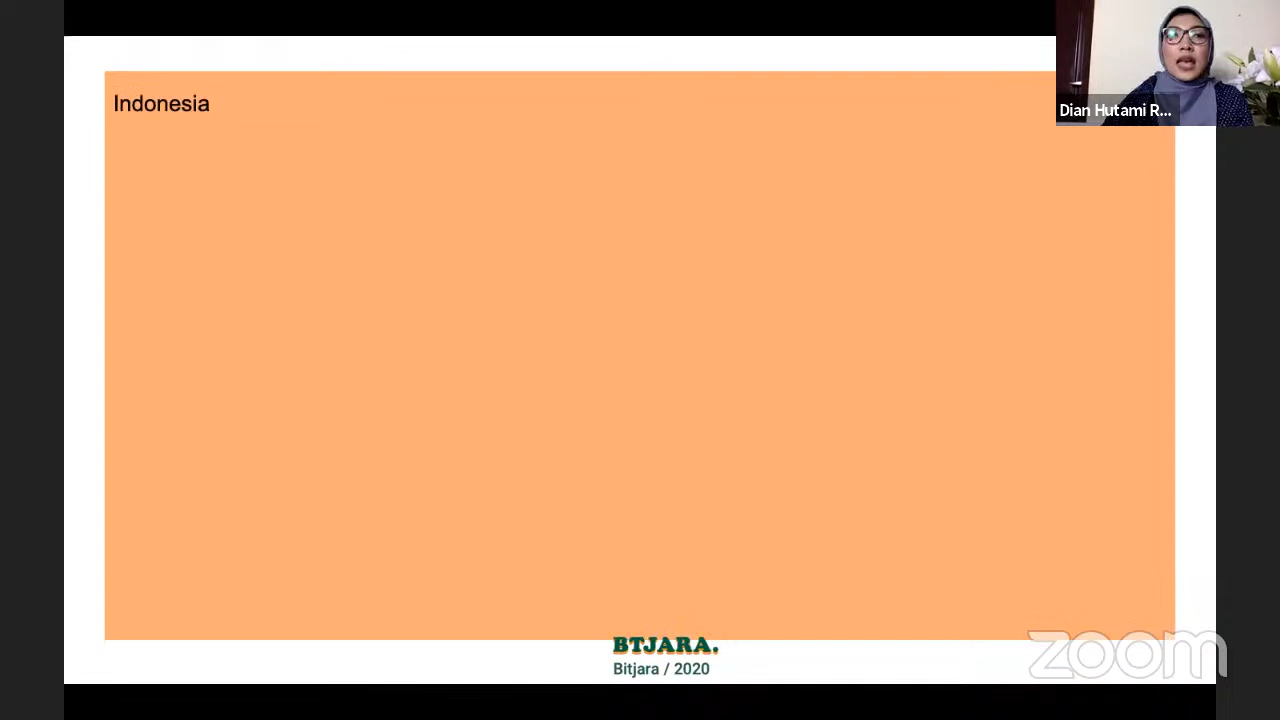 Indonesia
Dian Hutami R...
BTJARA.
Bitjara / 2020
zoom